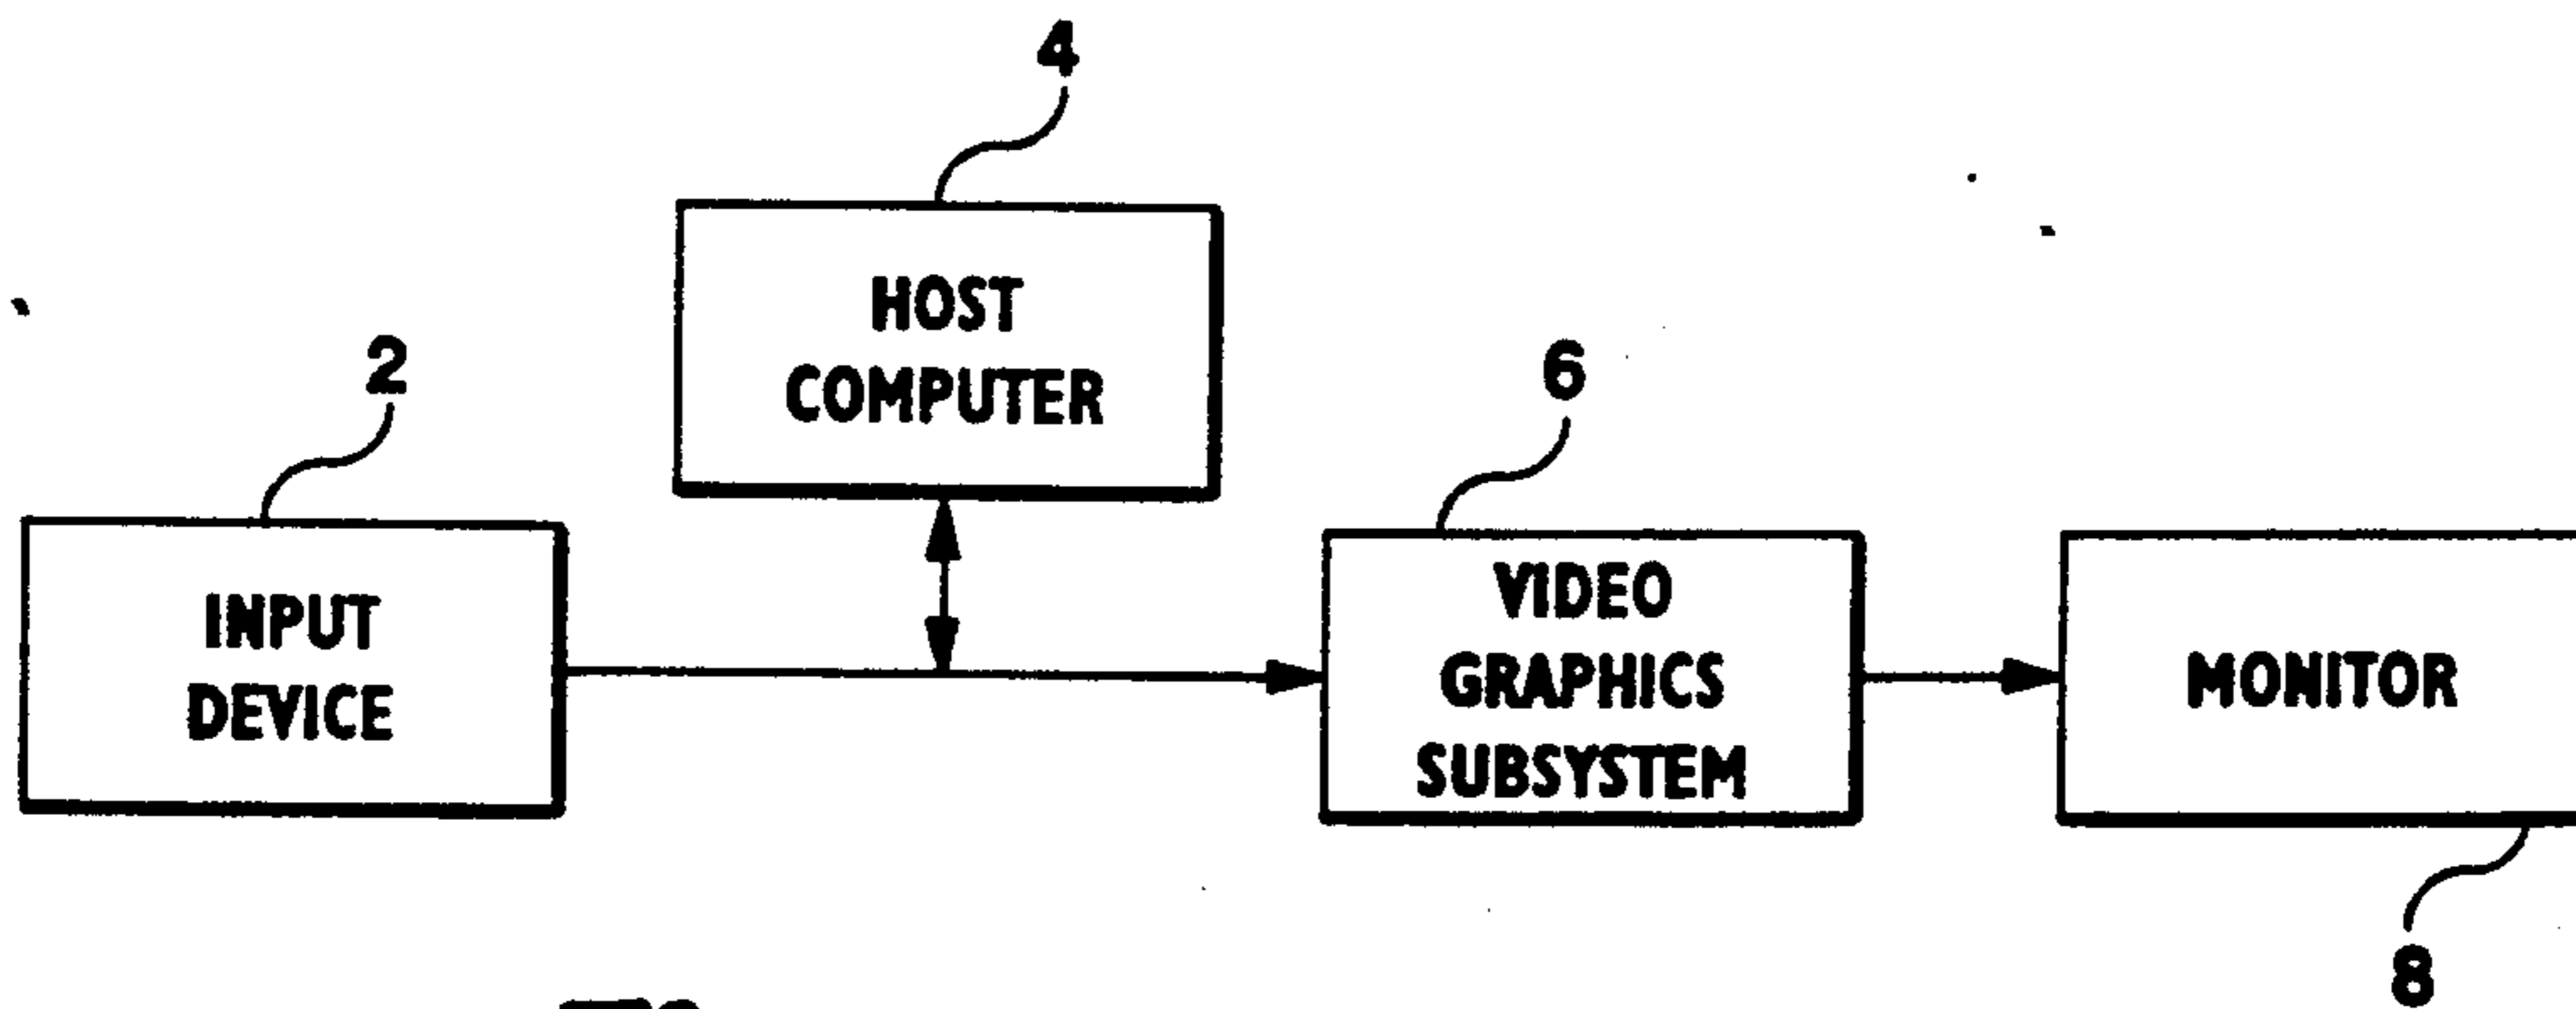 4
HOST
COMPUTER
2
6
INPUT
DEVICE
VIDEO
GRAPHICS
SUBSYSTEM
MONITOR
8